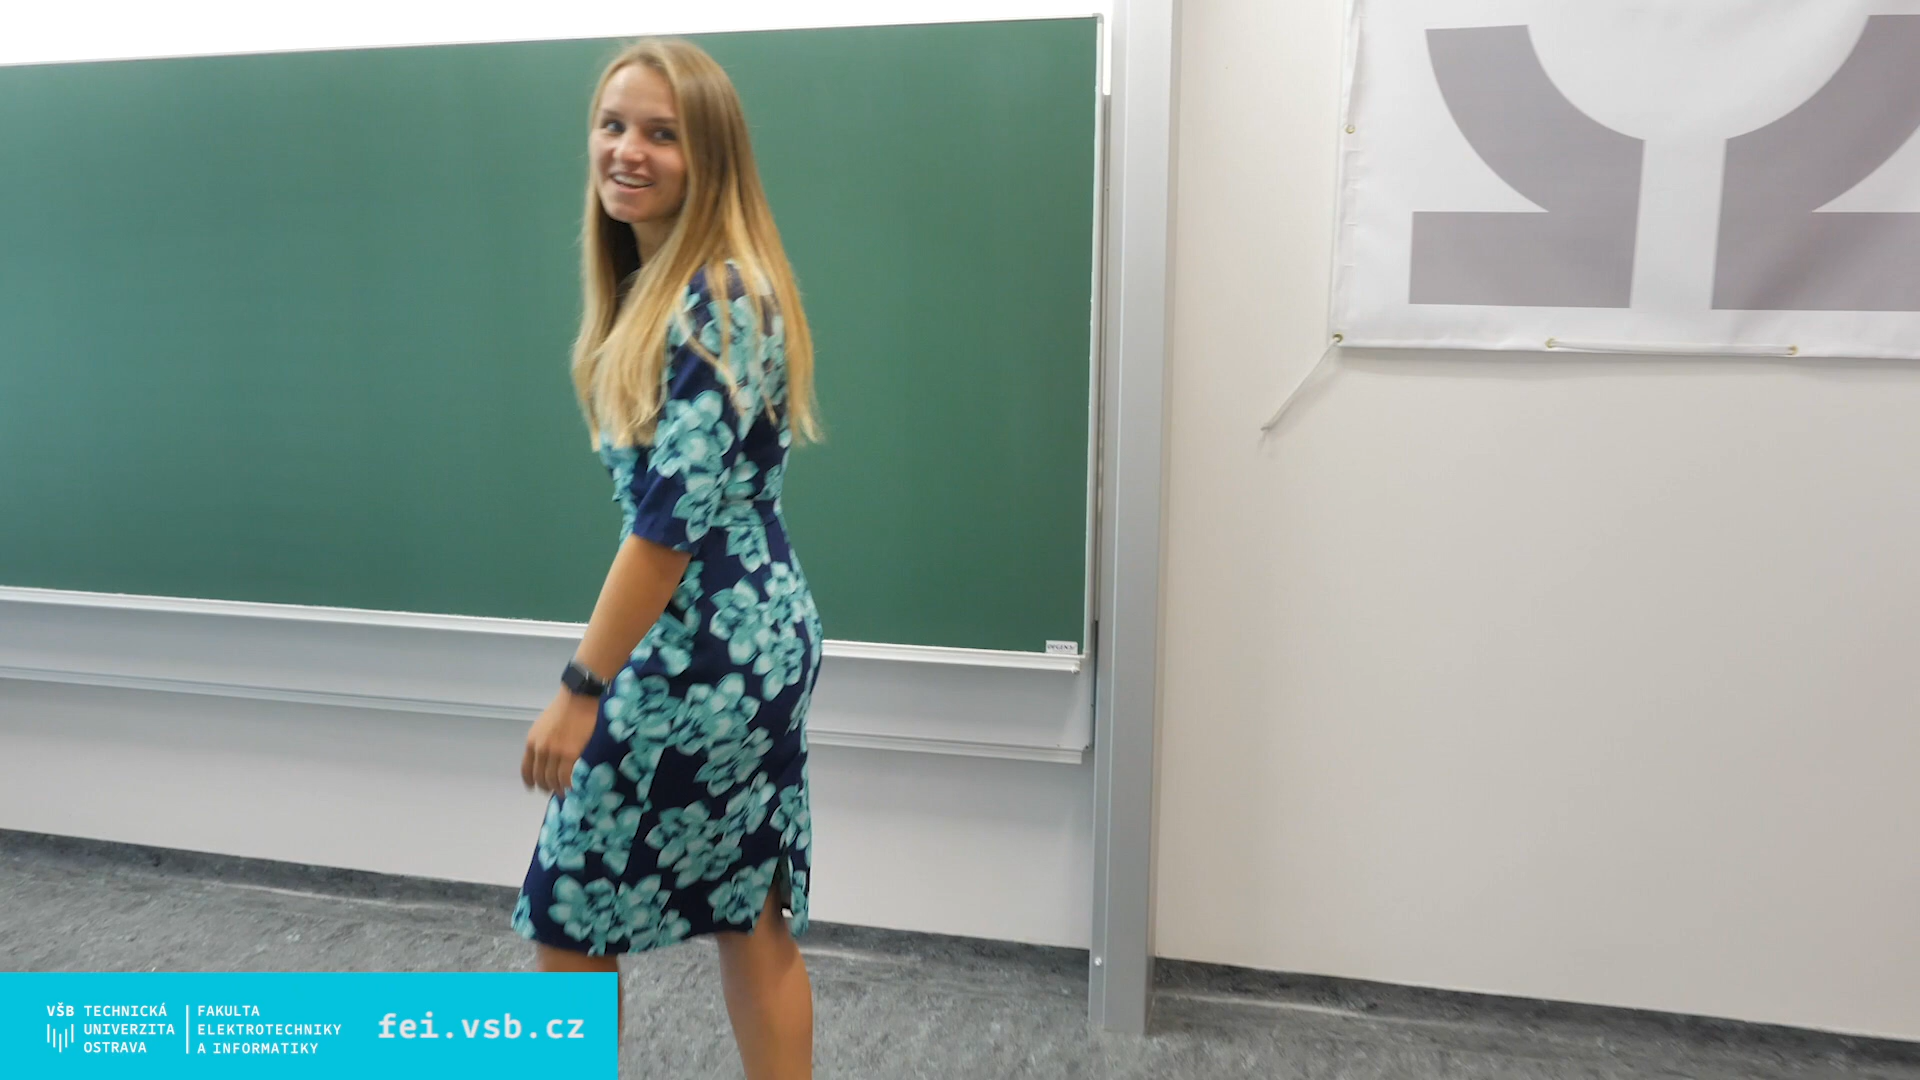 VŠB TECHNICKÁ
UNIVERZITA
OSTRAVA
FAKULTA
ELEKTROTECHNIKY
A INFORMATIKY
fei.vsb.cz